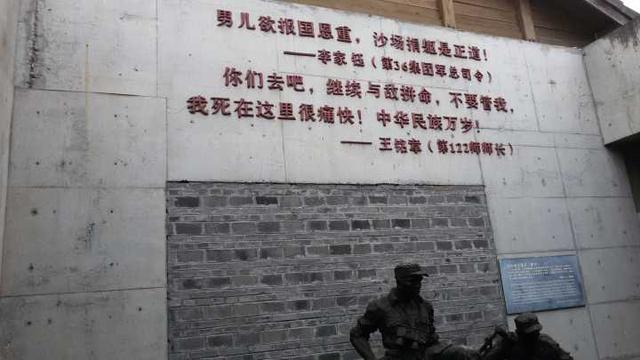 男儿欲报国恩重，沙场捐躯是正道！
——李家钰（第36集团军总司令）
你们去吧，继续与敌拼命，不要管我，
我死在这里很痛快！中华民族万岁！
——王铭章（第122师师长）